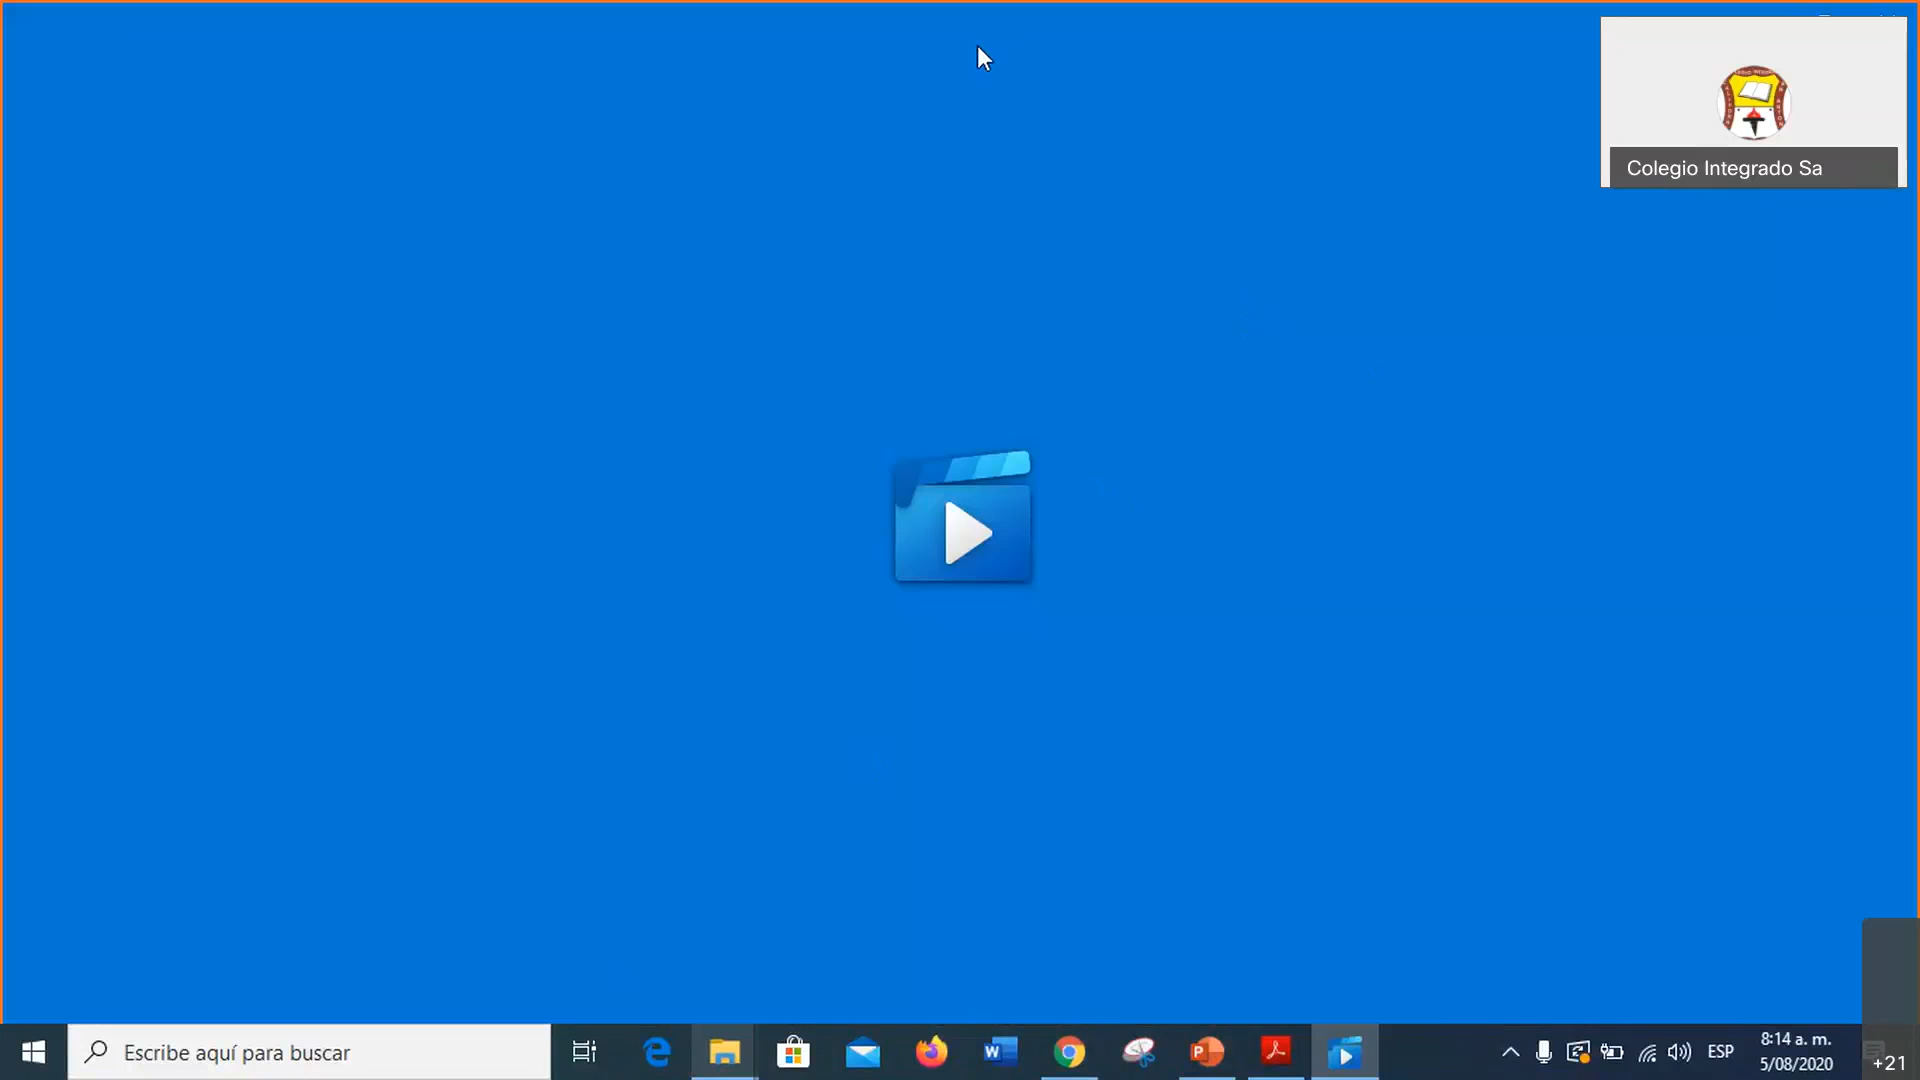 Colegio Integrado Sa
Escribe aquí para buscar
ESP
8:14 a. m.
5/08/2020
+21